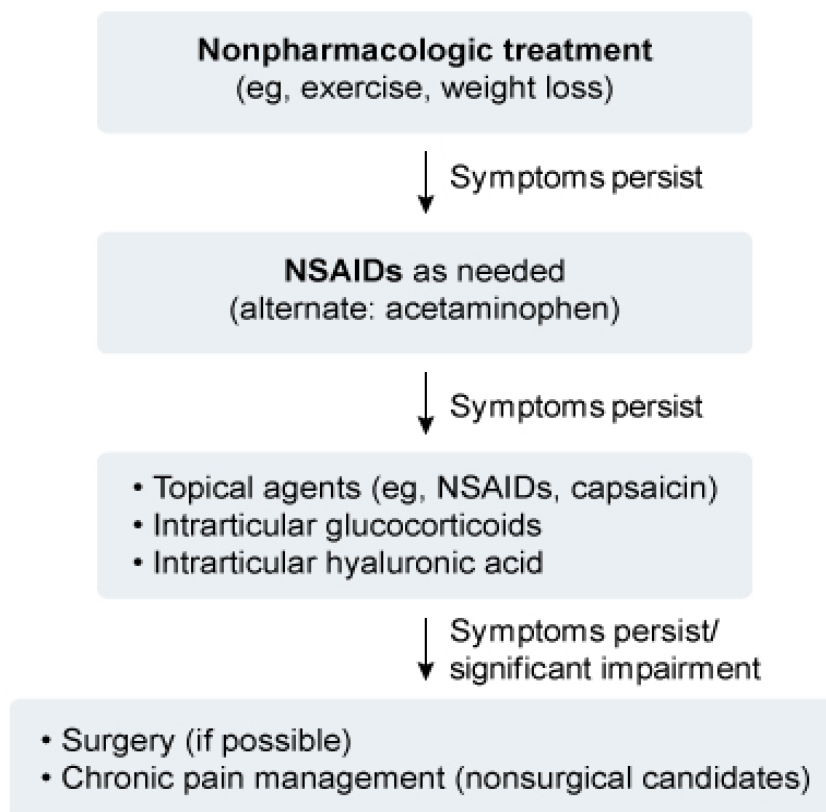 Nonpharmacologic treatment
(eg, exercise, weight loss)
Symptoms persist
NSAIDs as needed
(alternate: acetaminophen)
Symptoms persist
• Topical agents (eg, NSAIDs, capsaicin)
• Intrarticular glucocorticoids
• Intrarticular hyaluronic acid
Symptoms persist/
significant impairment
• Surgery (if possible)
• Chronic pain management (nonsurgical candidates)